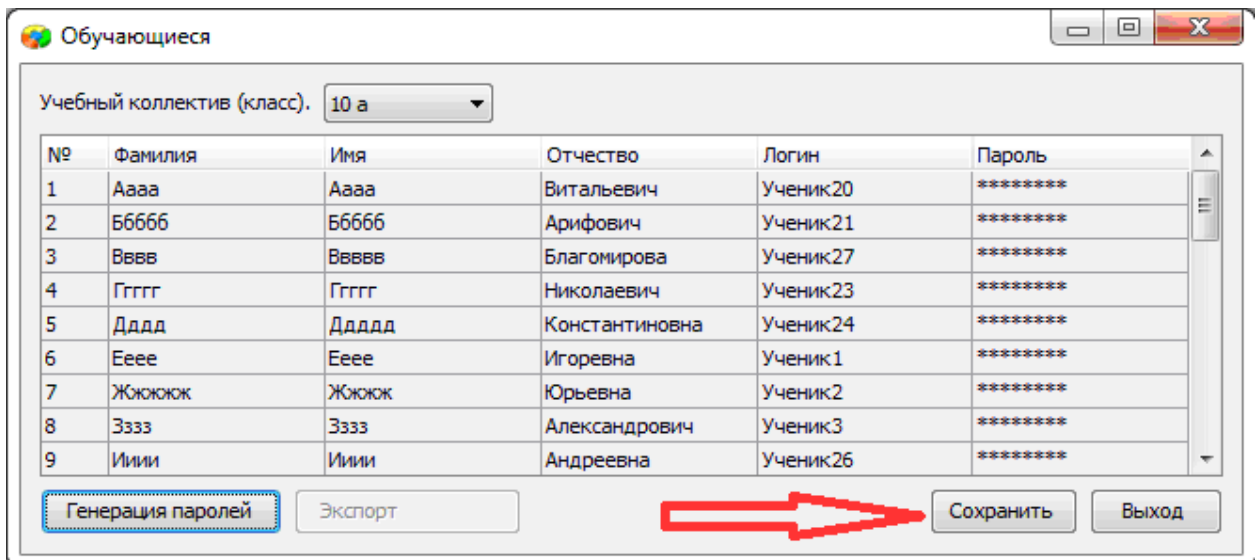 Обучающиеся
Учебный коллектив (класс). 10 а
№ Фамилия Имя Отчество Логин Пароль
1 Аааа Аааа Витальевич Ученик20 ********
2 Ббббб Ббббб Арифович Ученик21 ********
3 Вввв Ввввв Благомирова Ученик27 ********
4 Ггггг Ггггг Николаевич Ученик23 ********
5 Дддд Ддддд Константиновна Ученик24 ********
6 Ееее Ееее Игоревна Ученик1 ********
7 Жжжжж Жжжж Юрьевна Ученик2 ********
8 Зззз Зззз Александрович Ученик3 ********
9 Ииии Ииии Андреевна Ученик26 ********
Генерация паролей Экспорт Сохранить Выход